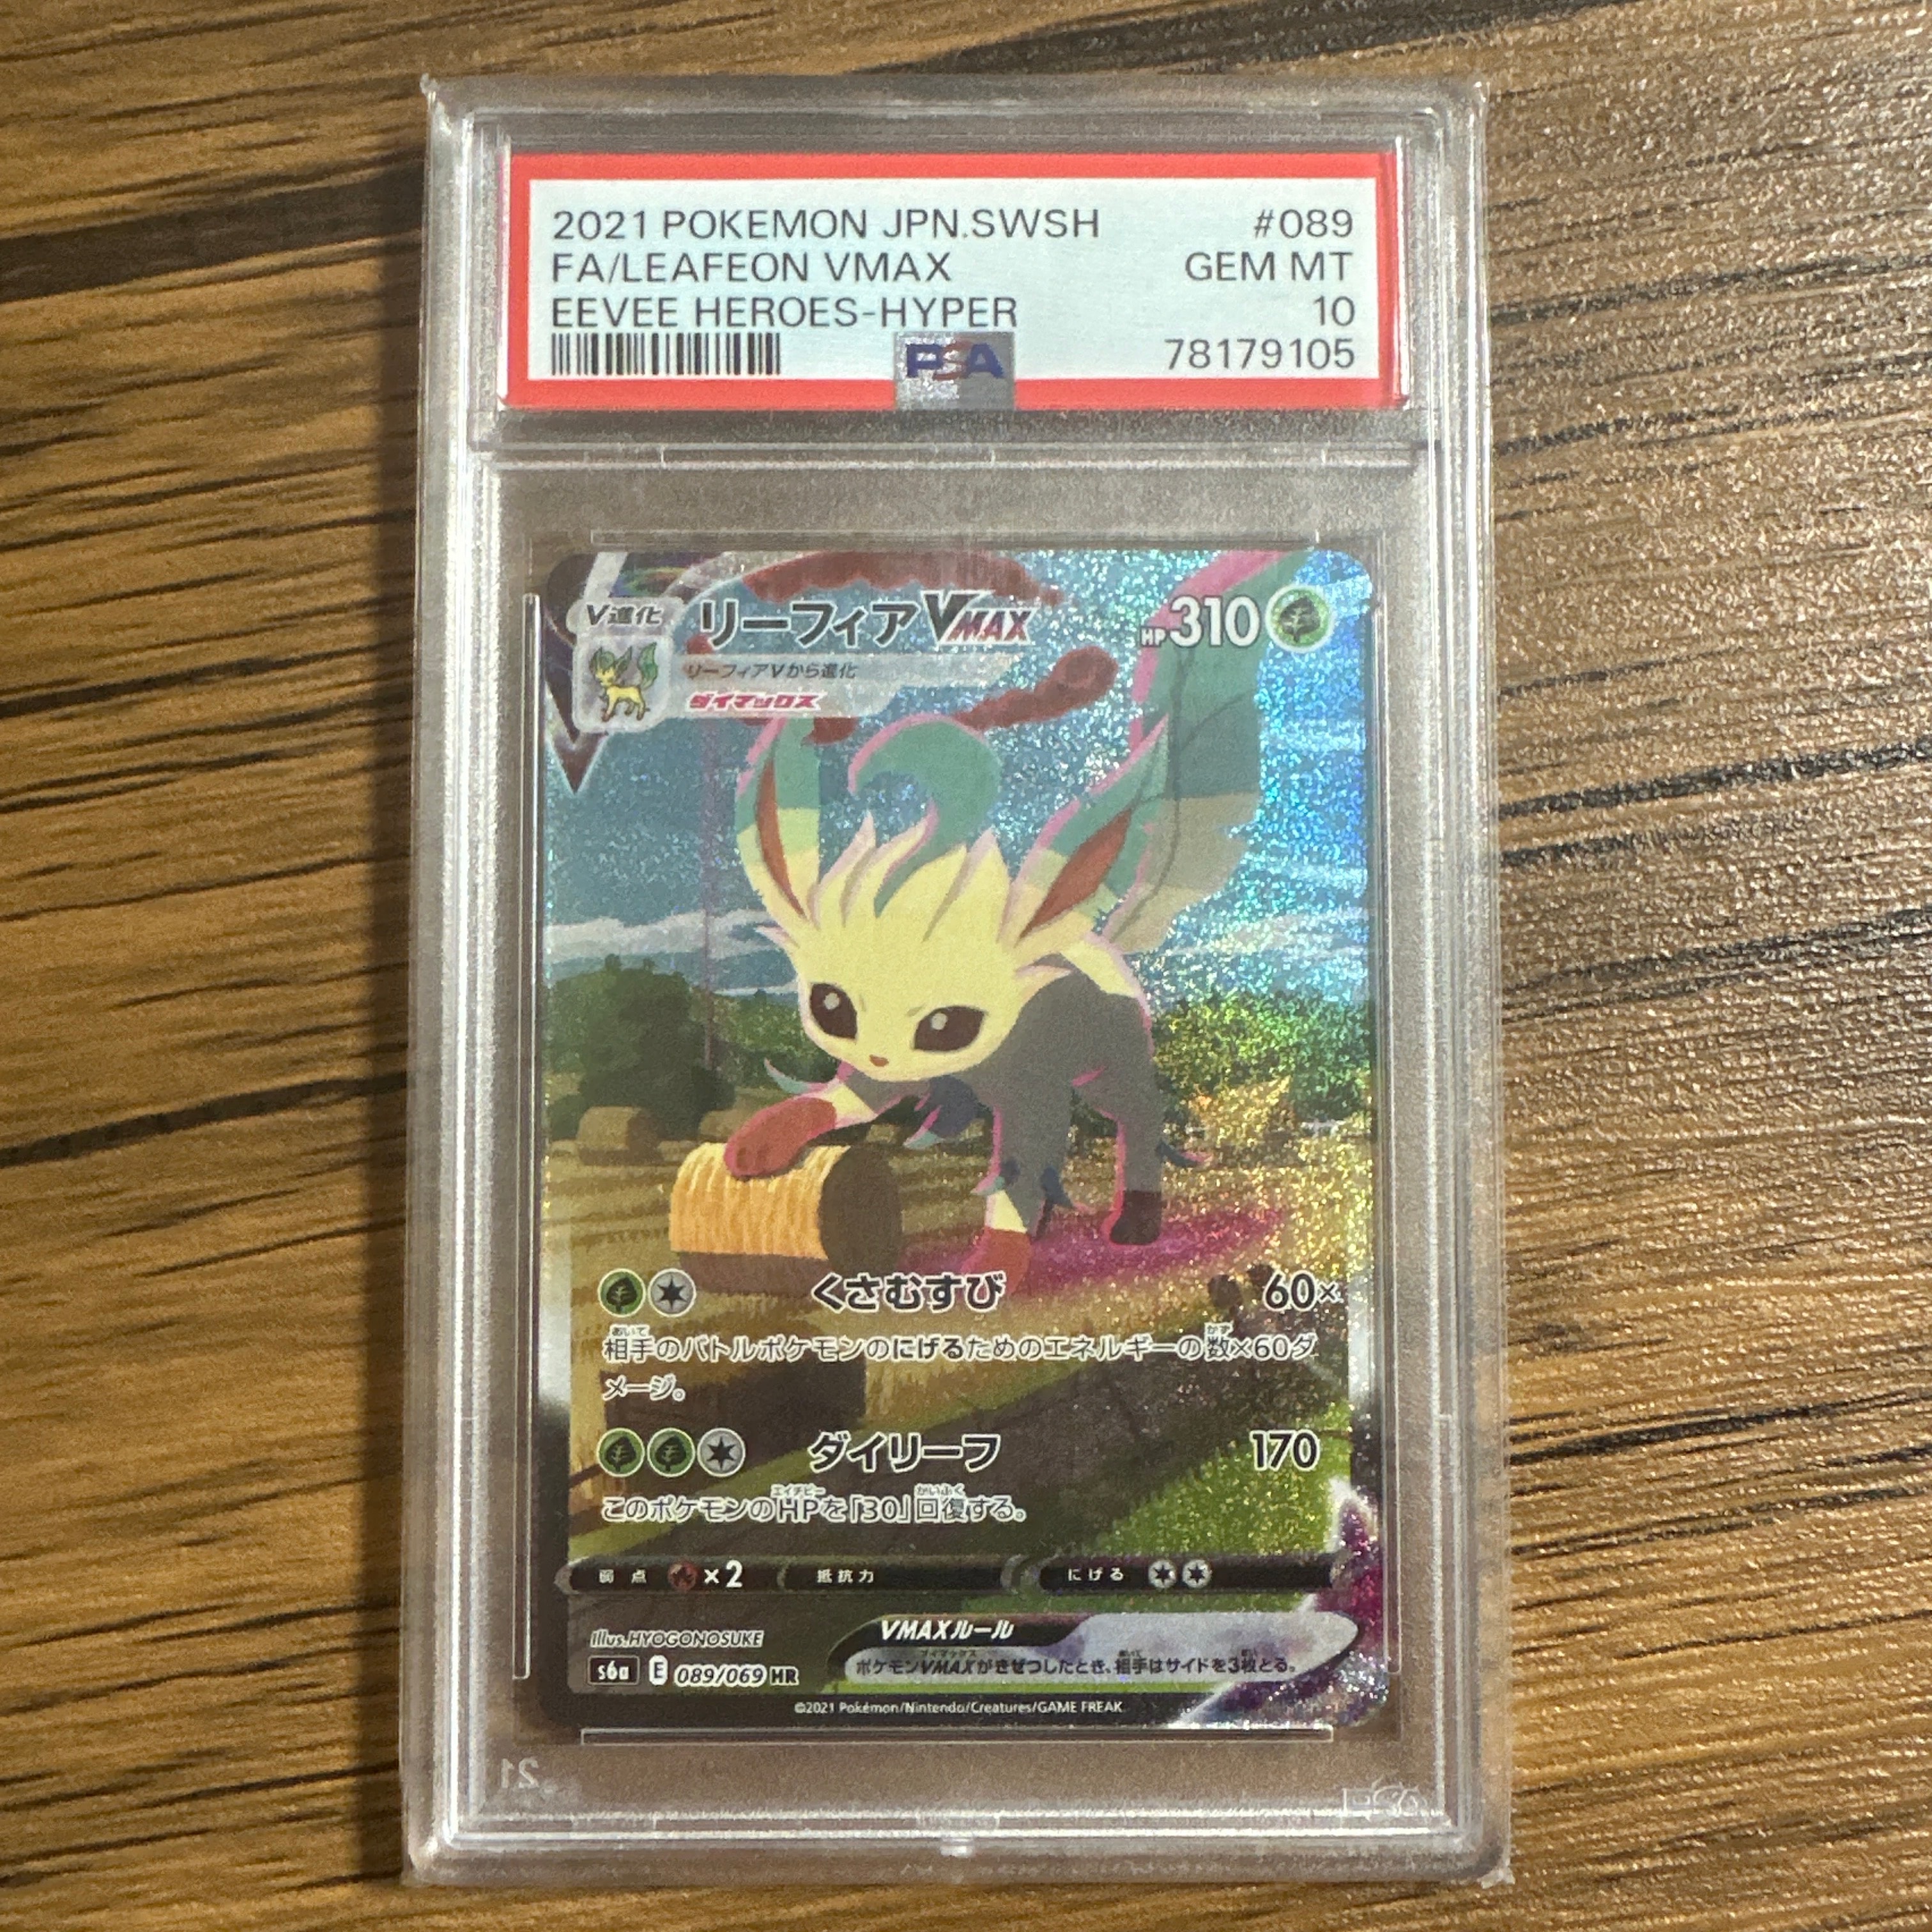 2021 POKEMON JPN.SWSH #089
FA/LEAFEON VMAX GEM MT
EEVEE HEROES-HYPER 10
PSA 78179105
V進化 リーフィアVMAX HP310
リーフィアVから進化
ダイマックス
くさむすび 60×
相手のバトルポケモンのにげるためのエネルギーの数×60ダ
メージ。
ダイリーフ 170
このポケモンのHPを「30」回復する。
弱点 ×2 抵抗力 にげる
Illus.HYOGONOSUKE
VMAXルール
ポケモンVMAXがきぜつしたとき、相手はサイドを3枚とる。
s6a E 089/069 HR
©2021 Pokémon/Nintendo/Creatures/GAME FREAK